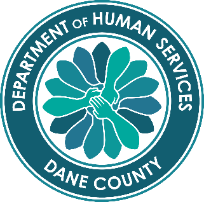 DEPARTMENT OF HUMAN SERVICES
DANE COUNTY